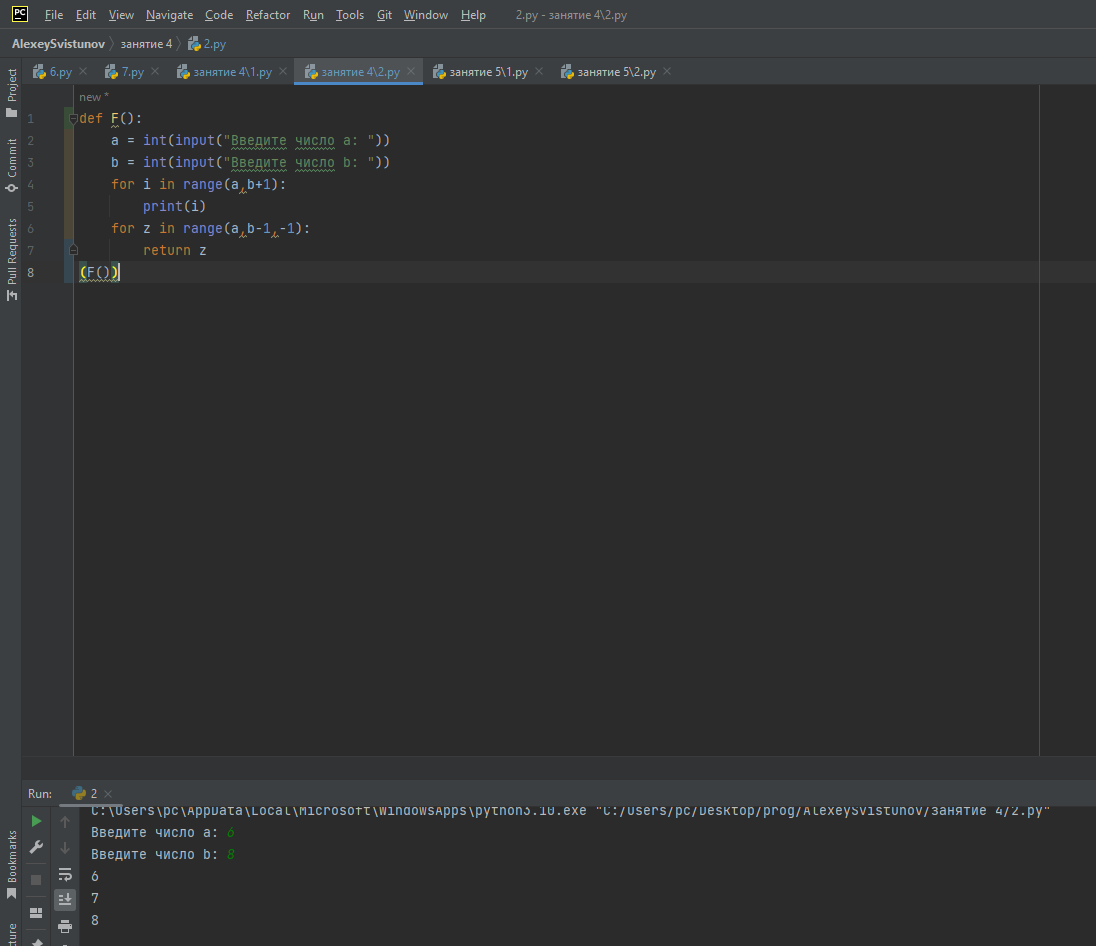 PC File Edit View Navigate Code Refactor Run Tools Git Window Help 2.py - занятие 4\2.py
AlexeySvistunov занятие 4 2.py
6.py 7.py занятие 4\1.py занятие 4\2.py занятие 5\1.py занятие 5\2.py
Project
Commit
Pull Requests
new *
1 def F():
2 a = int(input("Введите число a: "))
3 b = int(input("Введите число b: "))
4 for i in range(a,b+1):
5 print(i)
6 for z in range(a,b-1,-1):
7 return z
8 (F())
Run: 2
C:\Users\pc\AppData\Local\Microsoft\WindowsApps\python3.10.exe "C:/Users/pc/Desktop/prog/AlexeySvistunov/занятие 4/2.py"
Введите число a: 6
Введите число b: 8
6
7
8
Bookmarks